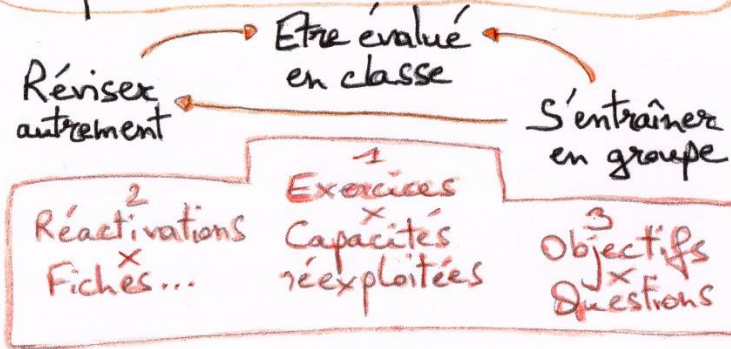 Etre évalué
en classe
Réviser
autrement
S'entraîner
en groupe
1
Exercices
×
Capacités
réexploitées
2
Réactivations
×
Fiches...
3
Objectifs
×
Questions